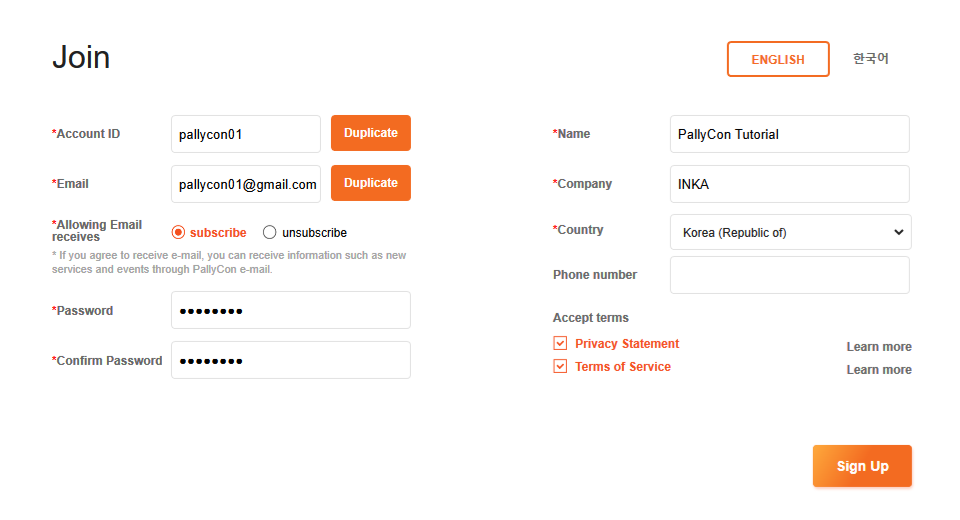 Join
ENGLISH
한국어
*Account ID
pallycon01
Duplicate
*Email
pallycon01@gmail.com
Duplicate
*Allowing Email
receives
subscribe
unsubscribe
* If you agree to receive e-mail, you can receive information such as new
services and events through PallyCon e-mail.
*Password
••••••••
*Confirm Password
••••••••
*Name
PallyCon Tutorial
*Company
INKA
*Country
Korea (Republic of)
Phone number
Accept terms
Privacy Statement
Learn more
Terms of Service
Learn more
Sign Up